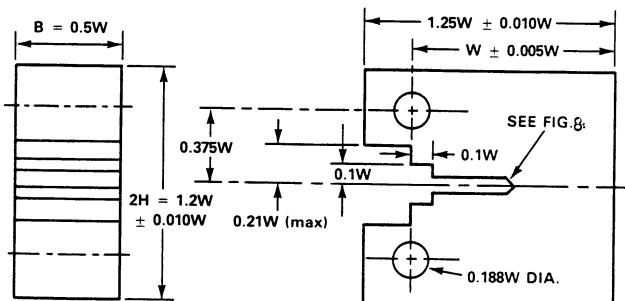 B = 0.5W
1.25W ± 0.010W
W ± 0.005W
SEE FIG.8.
0.375W
0.1W
0.1W
2H = 1.2W
± 0.010W
0.21W (max)
0.188W DIA.